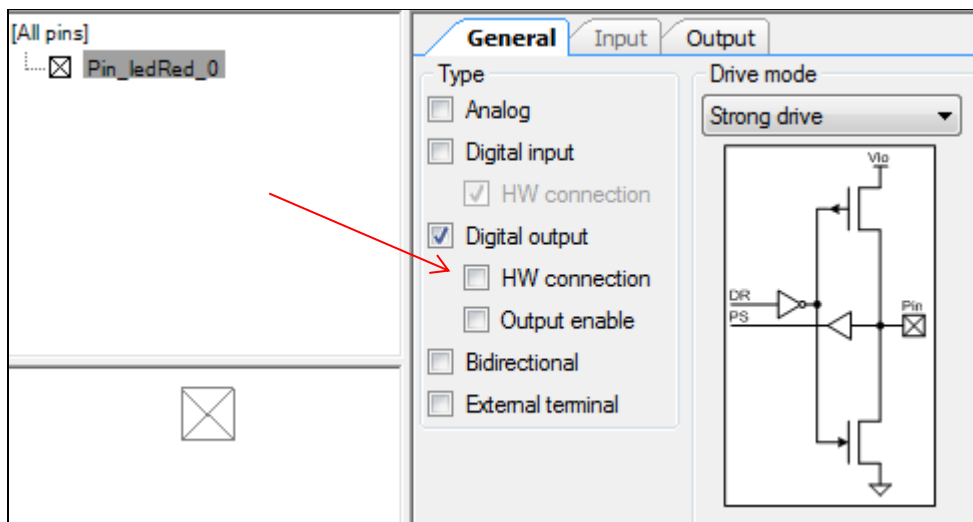 [All pins]
Pin_ledRed_0
General Input Output
Type
Analog
Digital input
HW connection
Digital output
HW connection
Output enable
Bidirectional
External terminal
Drive mode
Strong drive
Vio
DR
PS
Pin